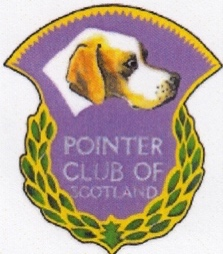 POINTER
CLUB OF
SCOTLAND